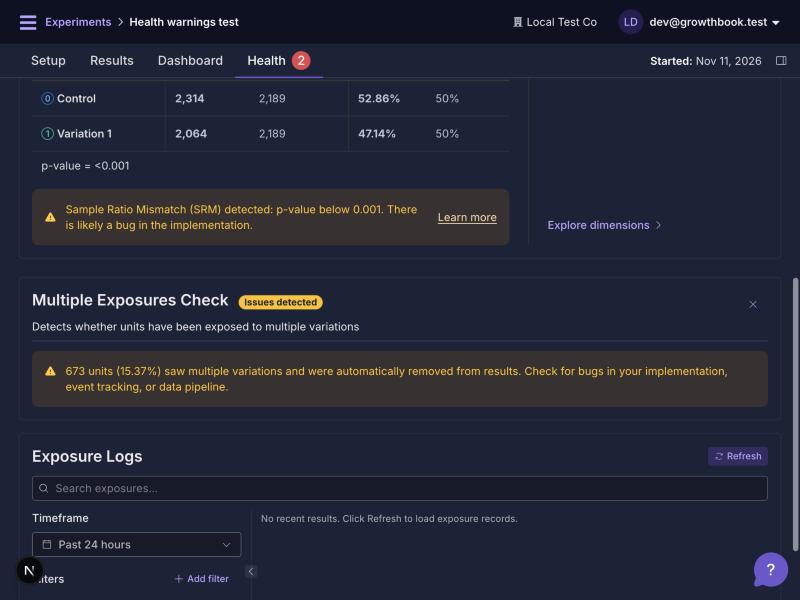 Experiments > Health warnings test
Local Test Co
LD
dev@growthbook.test
Setup
Results
Dashboard
Health 2
Started: Nov 11, 2026
0 Control 2,314 2,189 52.86% 50%
1 Variation 1 2,064 2,189 47.14% 50%
p-value = <0.001
Sample Ratio Mismatch (SRM) detected: p-value below 0.001. There
is likely a bug in the implementation.
Learn more
Explore dimensions
Multiple Exposures Check Issues detected
Detects whether units have been exposed to multiple variations
673 units (15.37%) saw multiple variations and were automatically removed from results. Check for bugs in your implementation,
event tracking, or data pipeline.
Exposure Logs
Refresh
Search exposures...
Timeframe
No recent results. Click Refresh to load exposure records.
Past 24 hours
N
+ Add filter
?